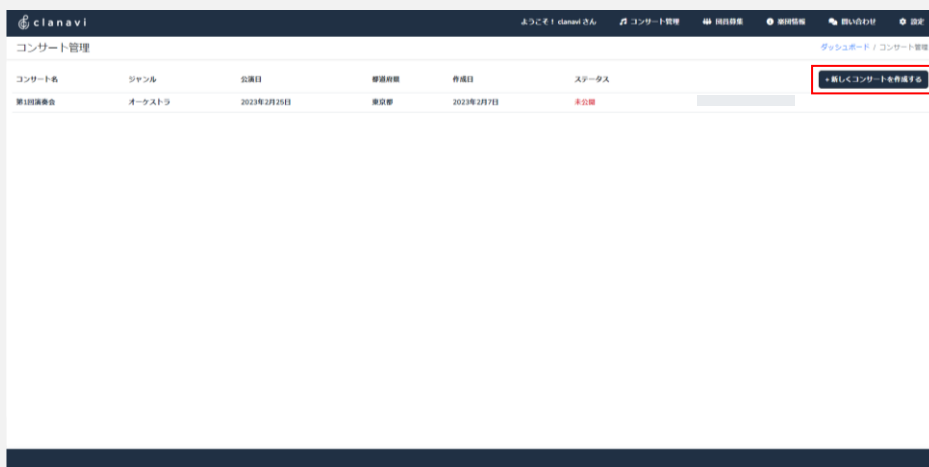 clanavi
ようこそ！ clanavi さん コンサート管理 団員募集 楽団情報 問い合わせ 設定
コンサート管理
ダッシュボード / コンサート管理
コンサート名 ジャンル 公演日 都道府県 作成日 ステータス
+ 新しくコンサートを作成する
第1回演奏会 オーケストラ 2023年2月25日 東京都 2023年2月7日 未公開